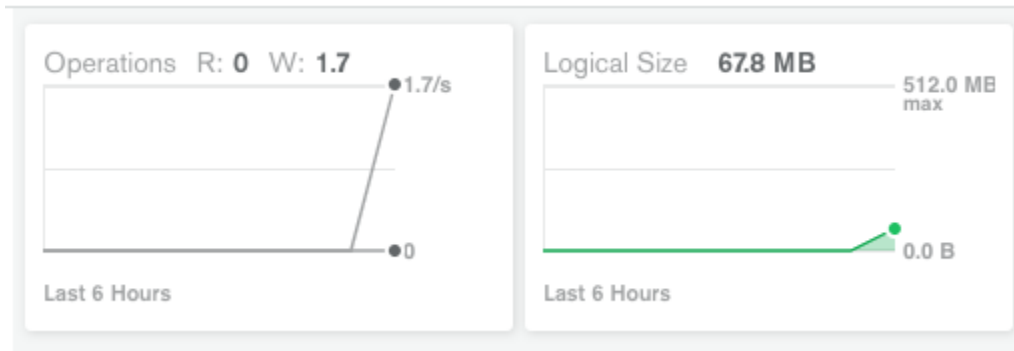 Operations R: 0 W: 1.7
1.7/s
0
Last 6 Hours
Logical Size 67.8 MB
512.0 MB
max
0.0 B
Last 6 Hours